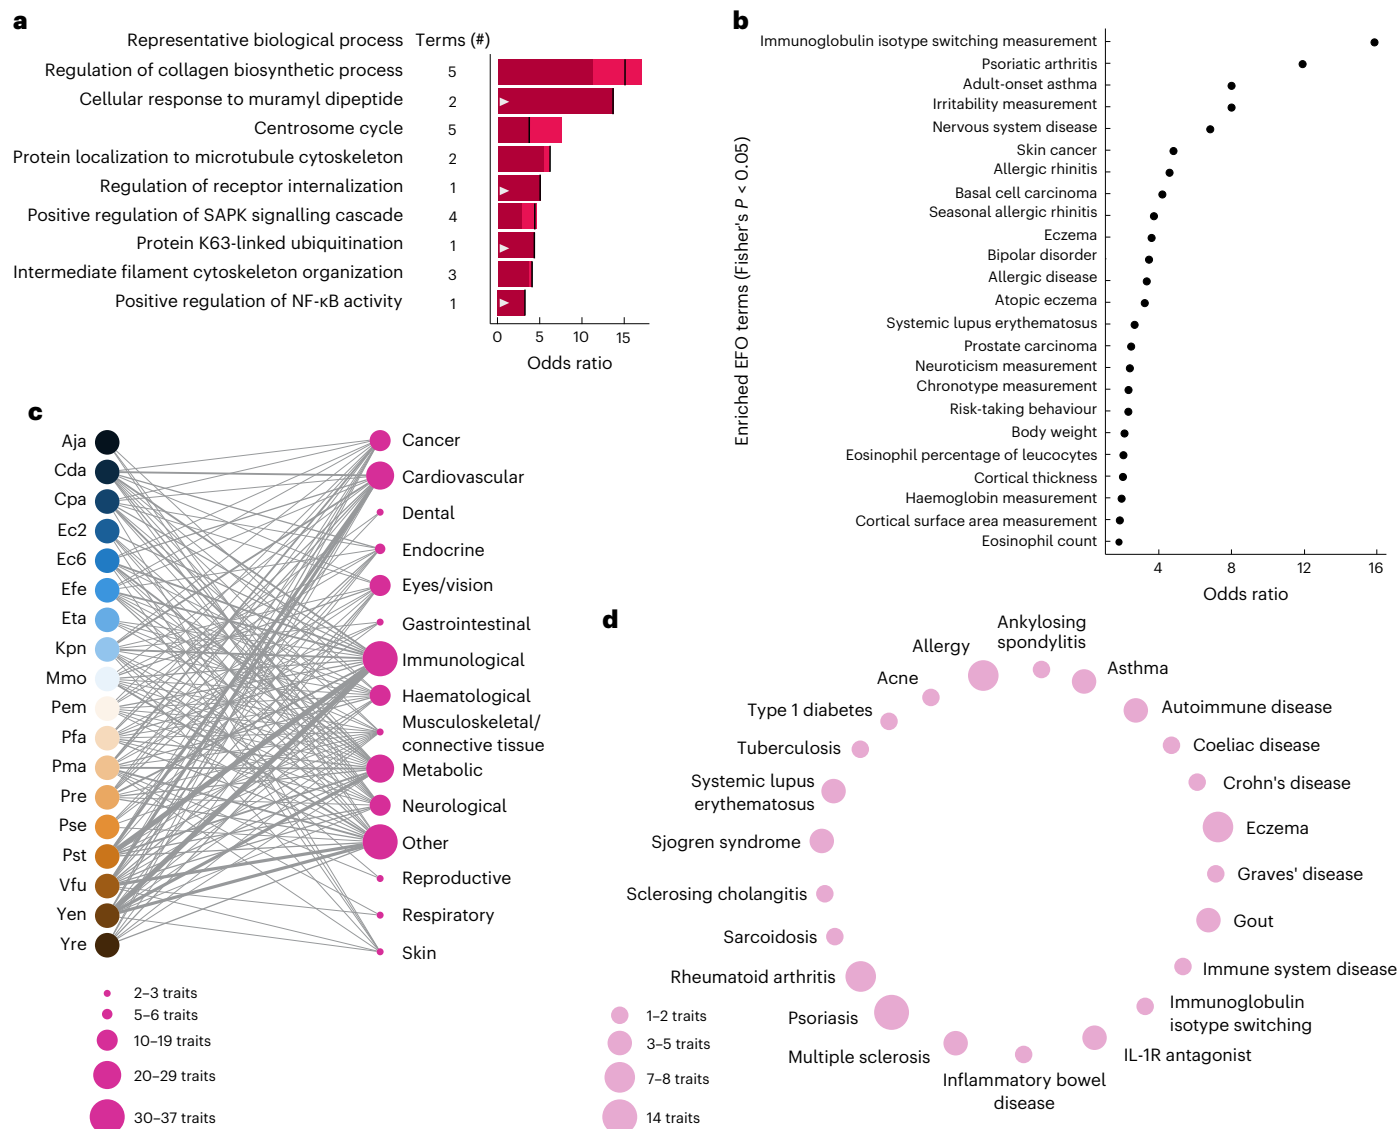 a
Representative biological process Terms (#)
Regulation of collagen biosynthetic process 5
Cellular response to muramyl dipeptide 2
Centrosome cycle 5
Protein localization to microtubule cytoskeleton 2
Regulation of receptor internalization 1
Positive regulation of SAPK signalling cascade 4
Protein K63-linked ubiquitination 1
Intermediate filament cytoskeleton organization 3
Positive regulation of NF-κB activity 1
0 5 10 15
Odds ratio
b
Enriched EFO terms (Fisher's P < 0.05)
Immunoglobulin isotype switching measurement
Psoriatic arthritis
Adult-onset asthma
Irritability measurement
Nervous system disease
Skin cancer
Allergic rhinitis
Basal cell carcinoma
Seasonal allergic rhinitis
Eczema
Bipolar disorder
Allergic disease
Atopic eczema
Systemic lupus erythematosus
Prostate carcinoma
Neuroticism measurement
Chronotype measurement
Risk-taking behaviour
Body weight
Eosinophil percentage of leucocytes
Cortical thickness
Haemoglobin measurement
Cortical surface area measurement
Eosinophil count
4 8 12 16
Odds ratio
c
Aja
Cda
Cpa
Ec2
Ec6
Efe
Eta
Kpn
Mmo
Pem
Pfa
Pma
Pre
Pse
Pst
Vfu
Yen
Yre
Cancer
Cardiovascular
Dental
Endocrine
Eyes/vision
Gastrointestinal
Immunological
Haematological
Musculoskeletal/
connective tissue
Metabolic
Neurological
Other
Reproductive
Respiratory
Skin
2–3 traits
5–6 traits
10–19 traits
20–29 traits
30–37 traits
d
Ankylosing
spondylitis
Asthma
Autoimmune disease
Coeliac disease
Crohn's disease
Eczema
Graves' disease
Gout
Immune system disease
Immunoglobulin
isotype switching
IL-1R antagonist
Inflammatory bowel
disease
Multiple sclerosis
Psoriasis
Rheumatoid arthritis
Sarcoidosis
Sclerosing cholangitis
Sjogren syndrome
Systemic lupus
erythematosus
Tuberculosis
Type 1 diabetes
Acne
Allergy
1–2 traits
3–5 traits
7–8 traits
14 traits